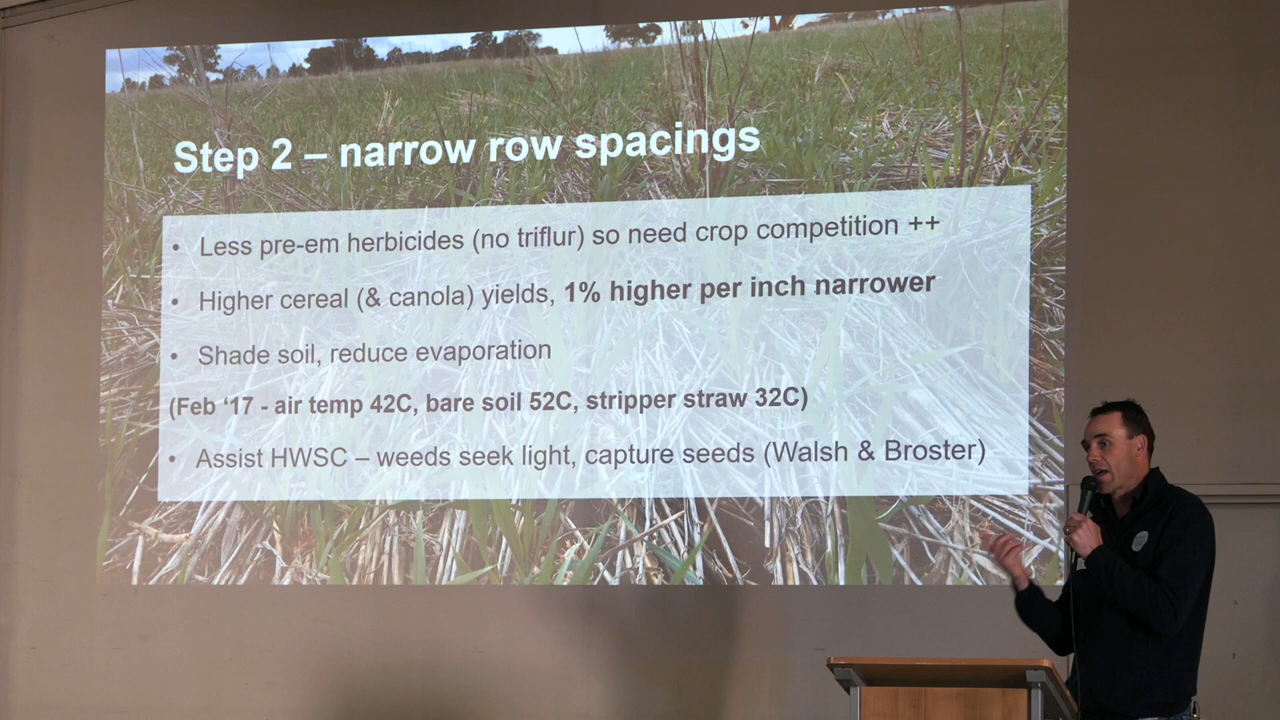 Step 2 – narrow row spacings
• Less pre-em herbicides (no triflur) so need crop competition ++
• Higher cereal (& canola) yields, 1% higher per inch narrower
• Shade soil, reduce evaporation
(Feb ‘17 - air temp 42C, bare soil 52C, stripper straw 32C)
• Assist HWSC – weeds seek light, capture seeds (Walsh & Broster)